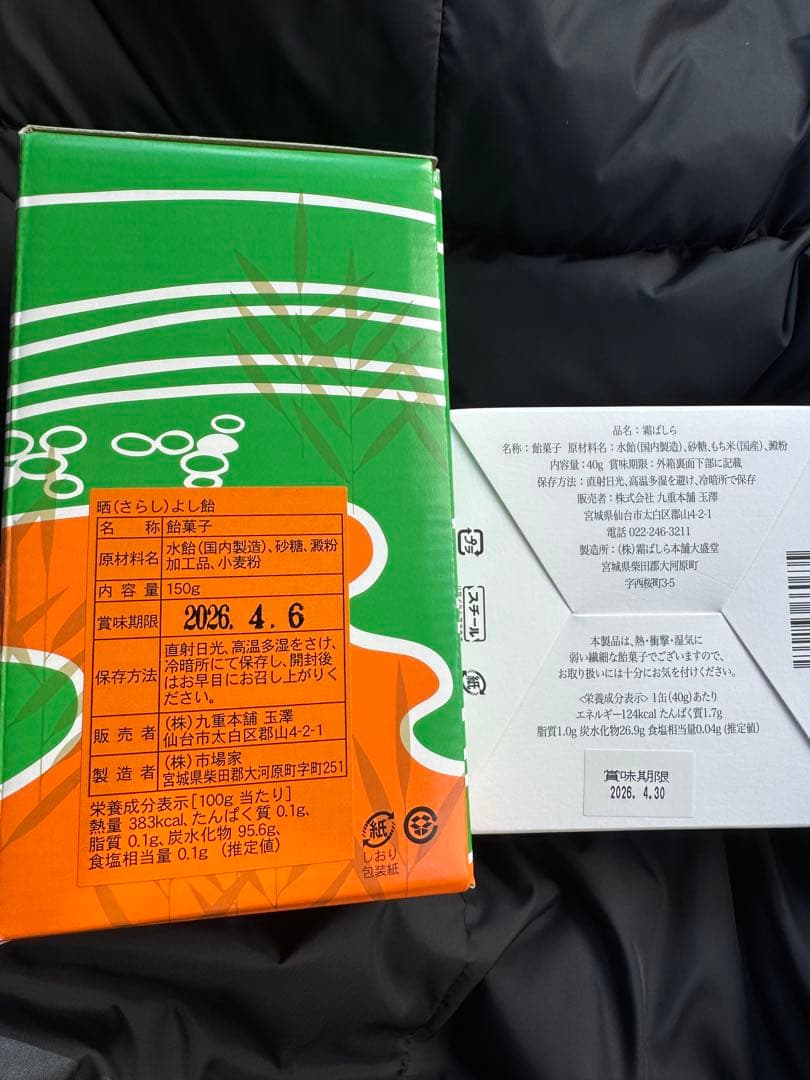 晒(さらし)よし飴
名 称 飴菓子
原材料名 水飴(国内製造)、砂糖、澱粉
加工品、小麦粉
内 容 量 150g
賞味期限 2026. 4. 6
保存方法 直射日光、高温多湿をさけ、
冷暗所にて保存し、開封後
はお早目にお召し上がりく
ださい。
販 売 者 (株)九重本舗 玉澤
仙台市太白区郡山4-2-1
製 造 者 (株)市場家
宮城県柴田郡大河原町字町251
栄養成分表示[100g 当たり]
熱量 383kcal、たんぱく質 0.1g、
脂質 0.1g、炭水化物 95.6g、
食塩相当量 0.1g (推定値)
紙
しおり
包装紙
品名:霜ばしら
名称:飴菓子 原材料名:水飴(国内製造)、砂糖、もち米(国産)、澱粉
内容量:40g 賞味期限:外箱裏面下部に記載
保存方法:直射日光、高温多湿を避け、冷暗所で保存
販売者:株式会社 九重本舗 玉澤
宮城県仙台市太白区郡山4-2-1
電話 022-246-3211
製造所:(株)霜ばしら本舗大盛堂
宮城県柴田郡大河原町
字西桜町3-5
本製品は、熱・衝撃・湿気に
弱い繊細な飴菓子でございますので、
お取り扱いには十分にお気を付けください。
<栄養成分表示>1缶(40g)あたり
エネルギー124kcal たんぱく質1.7g
脂質1.0g 炭水化物26.9g 食塩相当量0.04g (推定値)
賞味期限
2026. 4. 30
プラ
スチール
紙